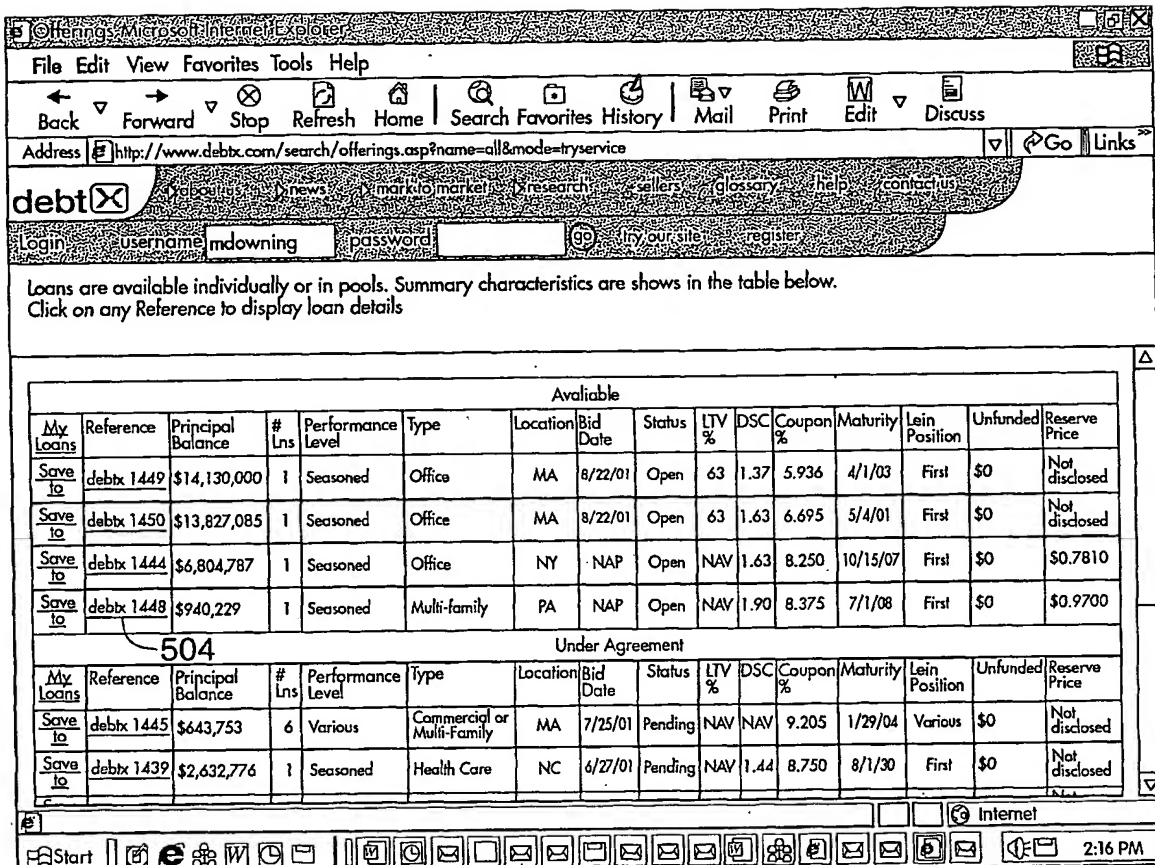 Offerings-Microsoft Internet Explorer
File Edit View Favorites Tools Help
Back Forward Stop Refresh Home Search Favorites History Mail Print Edit Discuss
Address http://www.debtx.com/search/offerings.asp?name=all&mode=tryservice Go Links
debtX about us news mark to market research sellers glossary help contact us
Login username mdowning password go try our site register
Loans are available individually or in pools. Summary characteristics are shows in the table below.
Click on any Reference to display loan details
Avaliable
My Loans Reference Principal Balance # Lns Performance Level Type Location Bid Date Status LTV % DSC Coupon % Maturity Lein Position Unfunded Reserve Price
Save to debtx 1449 $14,130,000 1 Seasoned Office MA 8/22/01 Open 63 1.37 5.936 4/1/03 First $0 Not disclosed
Save to debtx 1450 $13,827,085 1 Seasoned Office MA 8/22/01 Open 63 1.63 6.695 5/4/01 First $0 Not disclosed
Save to debtx 1444 $6,804,787 1 Seasoned Office NY NAP Open NAV 1.63 8.250 10/15/07 First $0 $0.7810
Save to debtx 1448 $940,229 1 Seasoned Multi-family PA NAP Open NAV 1.90 8.375 7/1/08 First $0 $0.9700
504 Under Agreement
My Loans Reference Principal Balance # Lns Performance Level Type Location Bid Date Status LTV % DSC Coupon % Maturity Lein Position Unfunded Reserve Price
Save to debtx 1445 $643,753 6 Various Commercial or Multi-Family MA 7/25/01 Pending NAV NAV 9.205 1/29/04 Various $0 Not disclosed
Save to debtx 1439 $2,632,776 1 Seasoned Health Care NC 6/27/01 Pending NAV 1.44 8.750 8/1/30 First $0 Not disclosed
Internet
Start 2:16 PM